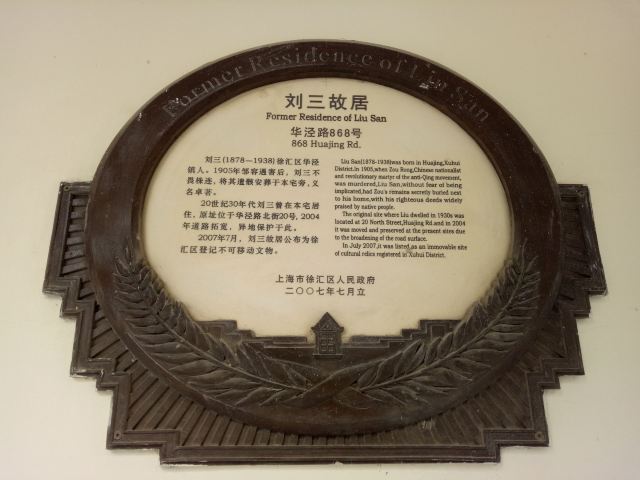 Former Residence of Liu San
刘三故居
Former Residence of Liu San
华泾路868号
868 Huajing Rd.
刘三(1878—1938)徐汇区华泾
镇人。1905年邹容遇害后，刘三不
畏株连，将其遗骸安葬于本宅旁，义
名卓著。
20世纪30年代刘三曾在本宅居
住，原址位于华泾路北街20号，2004
年道路拓宽，异地保护于此。
2007年7月，刘三故居公布为徐
汇区登记不可移动文物。
Liu San(1878-1938)was born in Huajing,Xuhui
District.In 1905,when Zou Rong,Chinese nationalist
and revolutionary martyr of the anti-Qing movement,
was murdered,Liu San,without fear of being
implicated,had Zou's remains secretly buried next
to his home,with his righteous deeds widely
praised by native people.
The original site where Liu dwelled in 1930s was
located at 20 North Street,Huajing Rd.and in 2004
it was moved and preserved at the present sites due
to the broadening of the road surface.
In July 2007,it was listed as an immovable site
of cultural relics registered in Xuhui District.
上海市徐汇区人民政府
二〇〇七年七月立